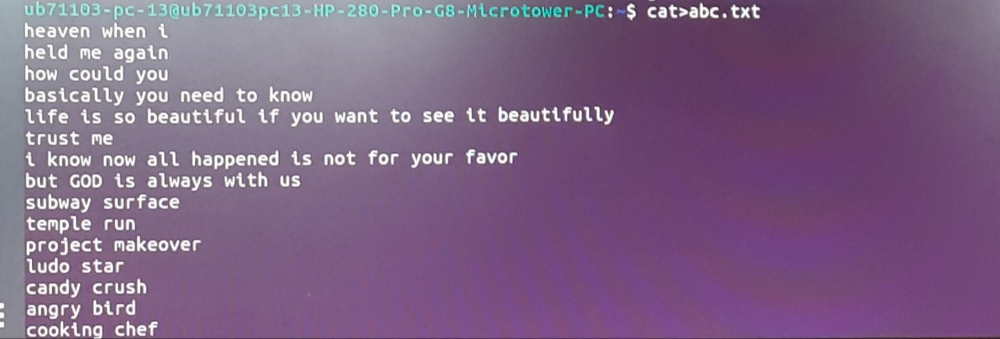 ub71103-pc-13@ub71103pc13-HP-280-Pro-G8-Microtower-PC:~$ cat>abc.txt
heaven when i
held me again
how could you
basically you need to know
life is so beautiful if you want to see it beautifully
trust me
i know now all happened is not for your favor
but GOD is always with us
subway surface
temple run
project makeover
ludo star
candy crush
angry bird
cooking chef